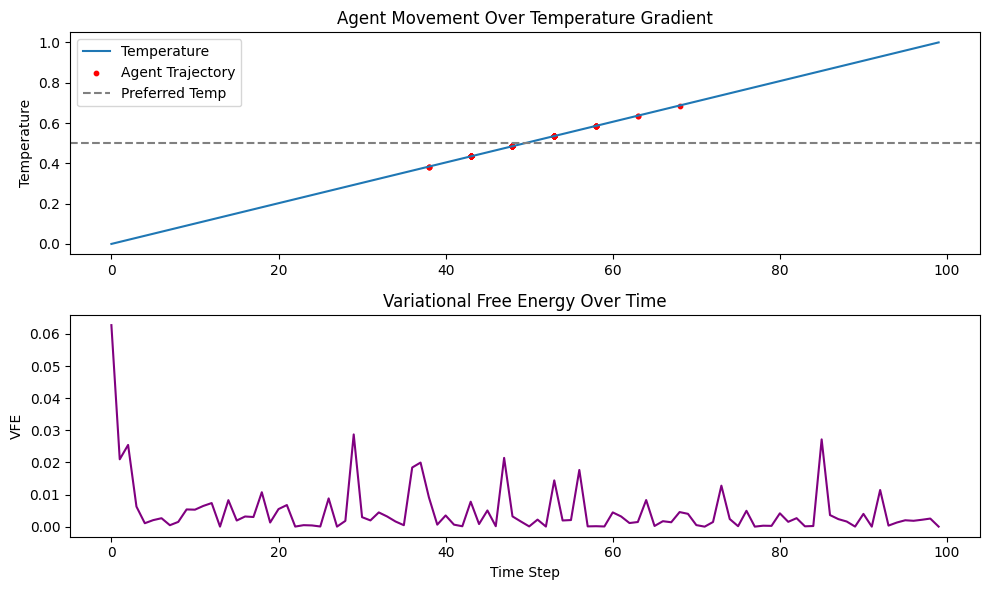 Agent Movement Over Temperature Gradient
Temperature
Agent Trajectory
Preferred Temp
Temperature
1.0
0.8
0.6
0.4
0.2
0.0
0 20 40 60 80 100
Variational Free Energy Over Time
VFE
0.06
0.05
0.04
0.03
0.02
0.01
0.00
0 20 40 60 80 100
Time Step